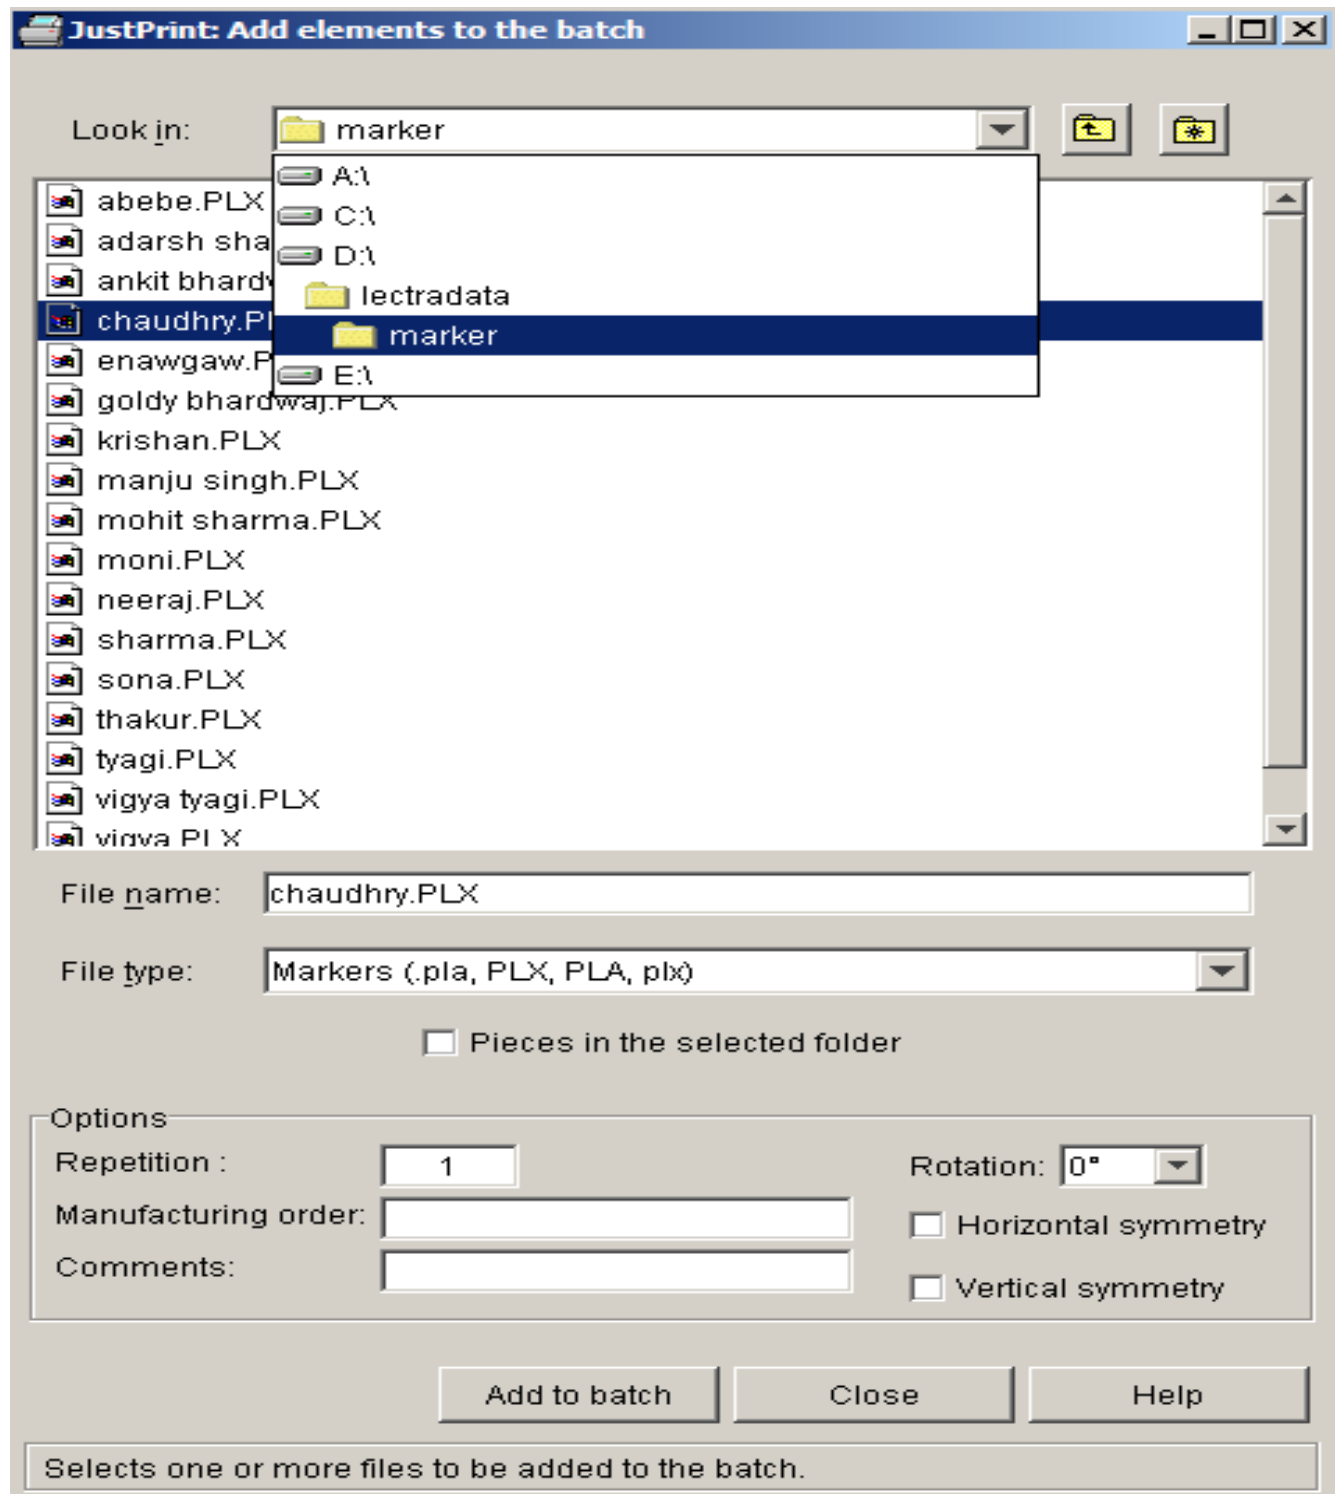 JustPrint: Add elements to the batch
Look in:
marker
A:\
C:\
D:\
lectradata
marker
E:\
abebe.PLX
adarsh sha
ankit bhard
chaudhry.Pl
enawgaw.P
goldy bhardwaj.PLX
krishan.PLX
manju singh.PLX
mohit sharma.PLX
moni.PLX
neeraj.PLX
sharma.PLX
sona.PLX
thakur.PLX
tyagi.PLX
vigya tyagi.PLX
vigya.PLX
File name: chaudhry.PLX
File type: Markers (.pla, PLX, PLA, plx)
Pieces in the selected folder
Options
Repetition : 1
Rotation: 0°
Manufacturing order:
Horizontal symmetry
Comments:
Vertical symmetry
Add to batch Close Help
Selects one or more files to be added to the batch.